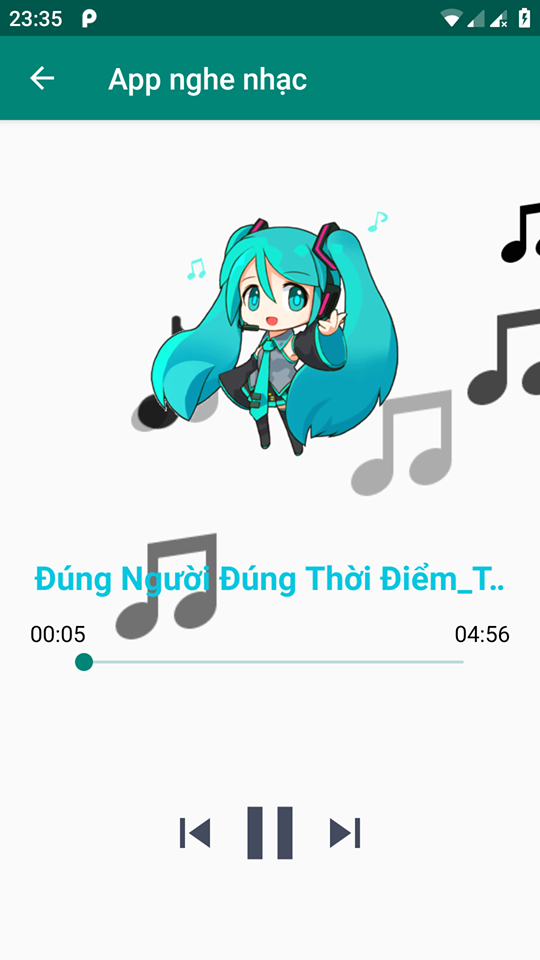 23:35
App nghe nhạc
Đúng Người Đúng Thời Điểm_T..
00:05
04:56